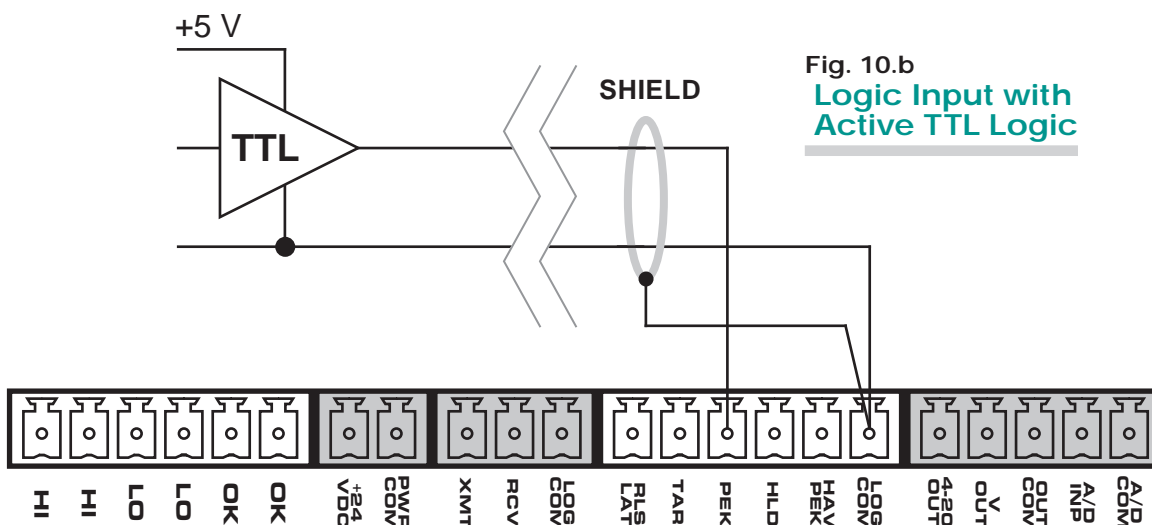 +5 V
Fig. 10.b
Logic Input with
Active TTL Logic
SHIELD
TTL
HI
HI
LO
LO
OK
OK
+24
VDC
PWR
COM
XMT
RCV
LOG
COM
RLS
LAT
TAR
PEK
HLD
HAV
PEK
LOG
COM
4-20
OUT
V
OUT
OUT
COM
A/D
INP
A/D
COM